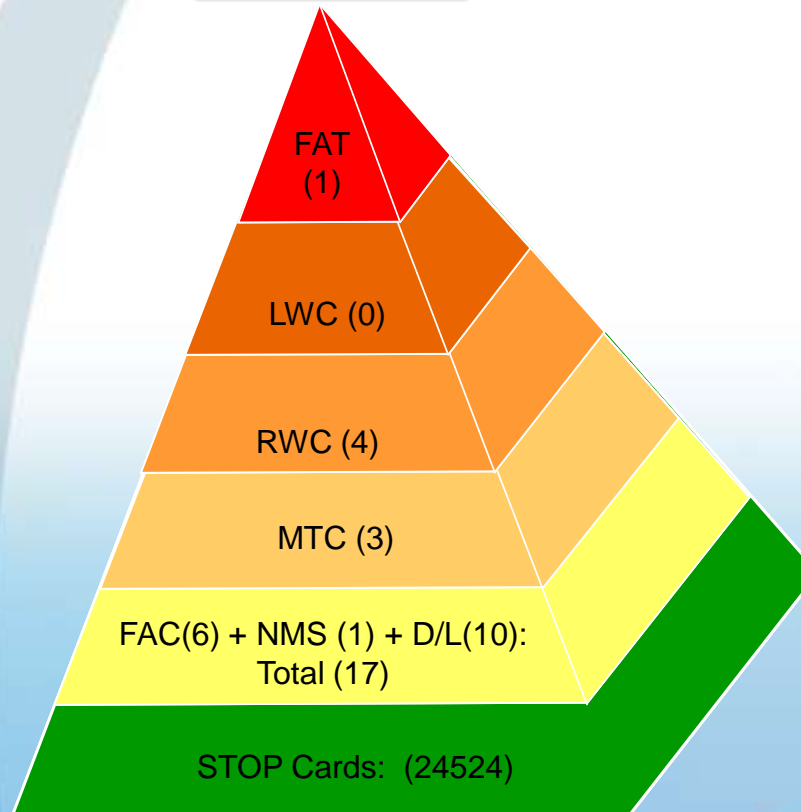 FAT
(1)
LWC (0)
RWC (4)
MTC (3)
FAC(6) + NMS (1) + D/L(10):
Total (17)
STOP Cards:  (24524)